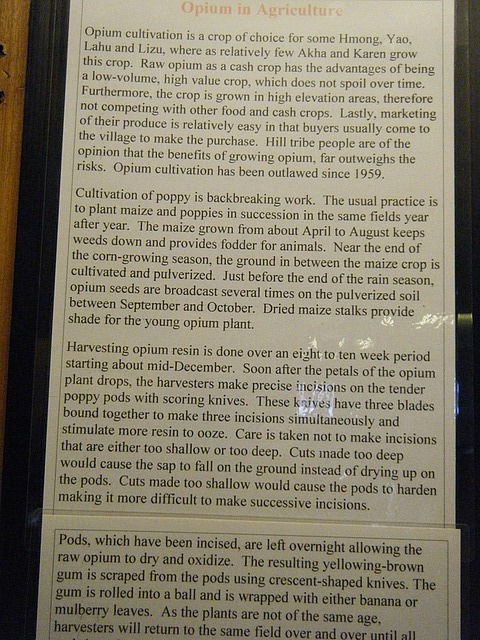 Opium in Agriculture
Opium cultivation is a crop of choice for some Hmong, Yao,
Lahu and Lizu, where as relatively few Akha and Karen grow
this crop. Raw opium as a cash crop has the advantages of being
a low-volume, high value crop, which does not spoil over time.
Furthermore, the crop is grown in high elevation areas, therefore
not competing with other food and cash crops. Lastly, marketing
of their produce is relatively easy in that buyers usually come to
the village to make the purchase. Hill tribe people are of the
opinion that the benefits of growing opium, far outweighs the
risks. Opium cultivation has been outlawed since 1959.
Cultivation of poppy is backbreaking work. The usual practice is
to plant maize and poppies in succession in the same fields year
after year. The maize grown from about April to August keeps
weeds down and provides fodder for animals. Near the end of
the corn-growing season, the ground in between the maize crop is
cultivated and pulverized. Just before the end of the rain season,
opium seeds are broadcast several times on the pulverized soil
between September and October. Dried maize stalks provide
shade for the young opium plant.
Harvesting opium resin is done over an eight to ten week period
starting about mid-December. Soon after the petals of the opium
plant drops, the harvesters make precise incisions on the tender
poppy pods with scoring knives. These knives have three blades
bound together to make three incisions simultaneously and
stimulate more resin to ooze. Care is taken not to make incisions
that are either too shallow or too deep. Cuts made too deep
would cause the sap to fall on the ground instead of drying up on
the pods. Cuts made too shallow would cause the pods to harden
making it more difficult to make successive incisions.
Pods, which have been incised, are left overnight allowing the
raw opium to dry and oxidize. The resulting yellowing-brown
gum is scraped from the pods using crescent-shaped knives. The
gum is rolled into a ball and is wrapped with either banana or
mulberry leaves. As the plants are not of the same age,
harvesters will return to the same field over and over until all